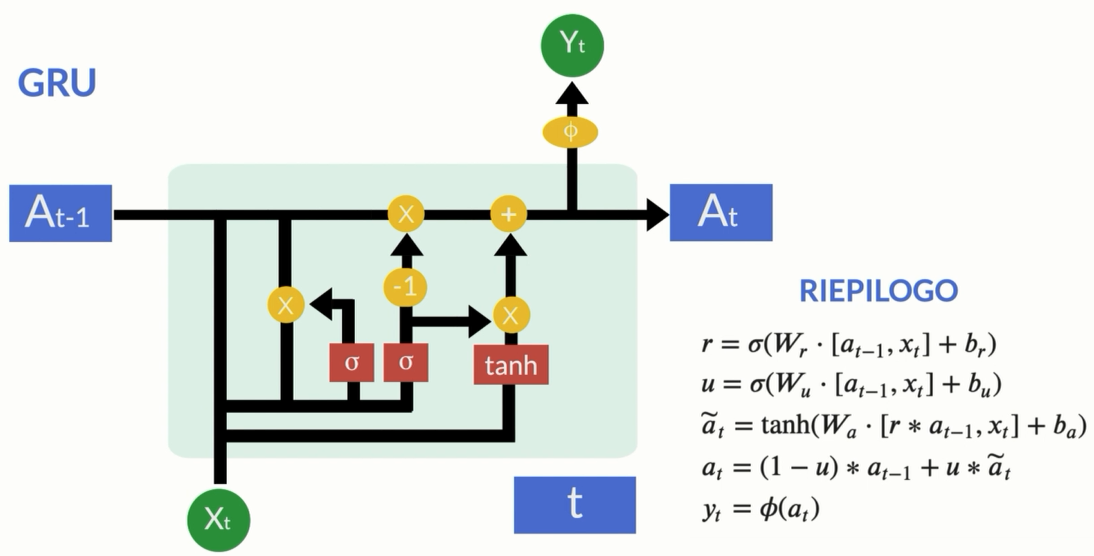 GRU
Yt
ϕ
At-1
X
+
At
-1
X
X
σ
σ
tanh
Xt
t
RIEPILOGO
r = σ(Wr · [at−1, xt] + br)
u = σ(Wu · [at−1, xt] + bu)
ãt = tanh(Wa · [r * at−1, xt] + ba)
at = (1 − u) * at−1 + u * ãt
yt = ϕ(at)